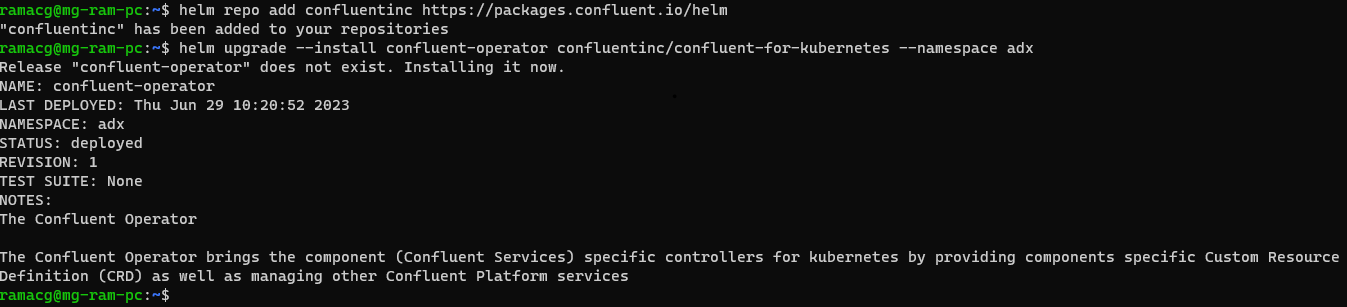 ramacg@mg-ram-pc:~$ helm repo add confluentinc https://packages.confluent.io/helm
"confluentinc" has been added to your repositories
ramacg@mg-ram-pc:~$ helm upgrade --install confluent-operator confluentinc/confluent-for-kubernetes --namespace adx
Release "confluent-operator" does not exist. Installing it now.
NAME: confluent-operator
LAST DEPLOYED: Thu Jun 29 10:20:52 2023
NAMESPACE: adx
STATUS: deployed
REVISION: 1
TEST SUITE: None
NOTES:
The Confluent Operator

The Confluent Operator brings the component (Confluent Services) specific controllers for kubernetes by providing components specific Custom Resource
Definition (CRD) as well as managing other Confluent Platform services
ramacg@mg-ram-pc:~$